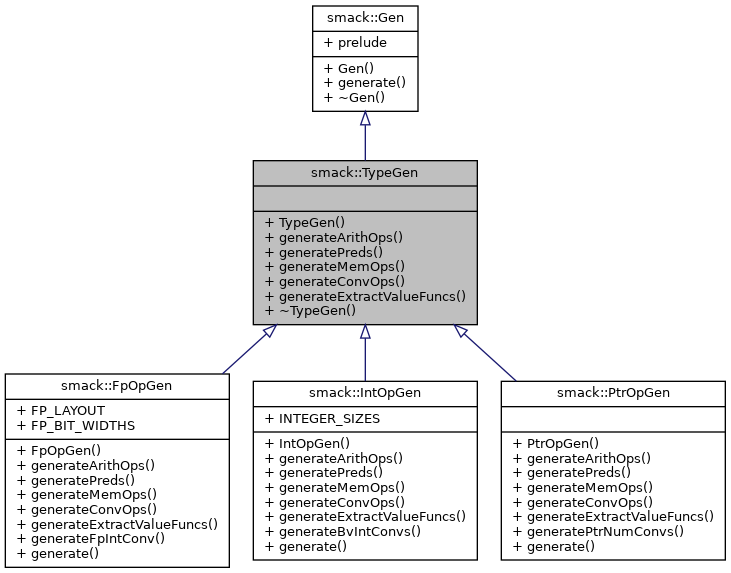 smack::Gen
+ prelude
+ Gen()
+ generate()
+ ~Gen()
smack::TypeGen
+ TypeGen()
+ generateArithOps()
+ generatePreds()
+ generateMemOps()
+ generateConvOps()
+ generateExtractValueFuncs()
+ ~TypeGen()
smack::FpOpGen
+ FP_LAYOUT
+ FP_BIT_WIDTHS
+ FpOpGen()
+ generateArithOps()
+ generatePreds()
+ generateMemOps()
+ generateConvOps()
+ generateExtractValueFuncs()
+ generateFpIntConv()
+ generate()
smack::IntOpGen
+ INTEGER_SIZES
+ IntOpGen()
+ generateArithOps()
+ generatePreds()
+ generateMemOps()
+ generateConvOps()
+ generateExtractValueFuncs()
+ generateBvIntConvs()
+ generate()
smack::PtrOpGen
+ PtrOpGen()
+ generateArithOps()
+ generatePreds()
+ generateMemOps()
+ generateConvOps()
+ generateExtractValueFuncs()
+ generatePtrNumConvs()
+ generate()